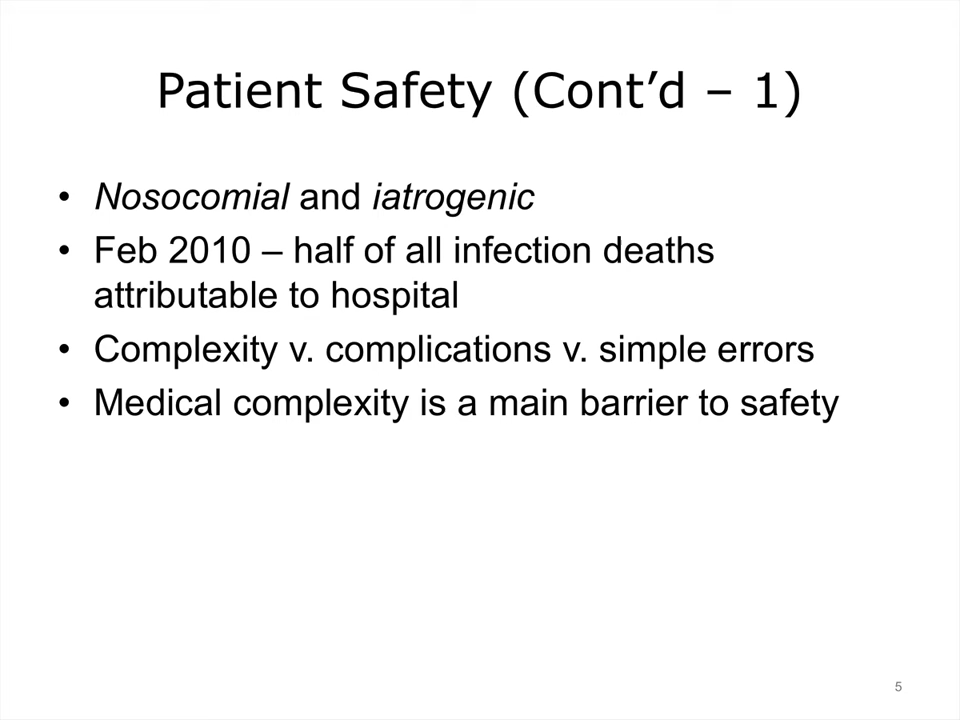 Patient Safety (Cont’d – 1)
• Nosocomial and iatrogenic
• Feb 2010 – half of all infection deaths
attributable to hospital
• Complexity v. complications v. simple errors
• Medical complexity is a main barrier to safety
5